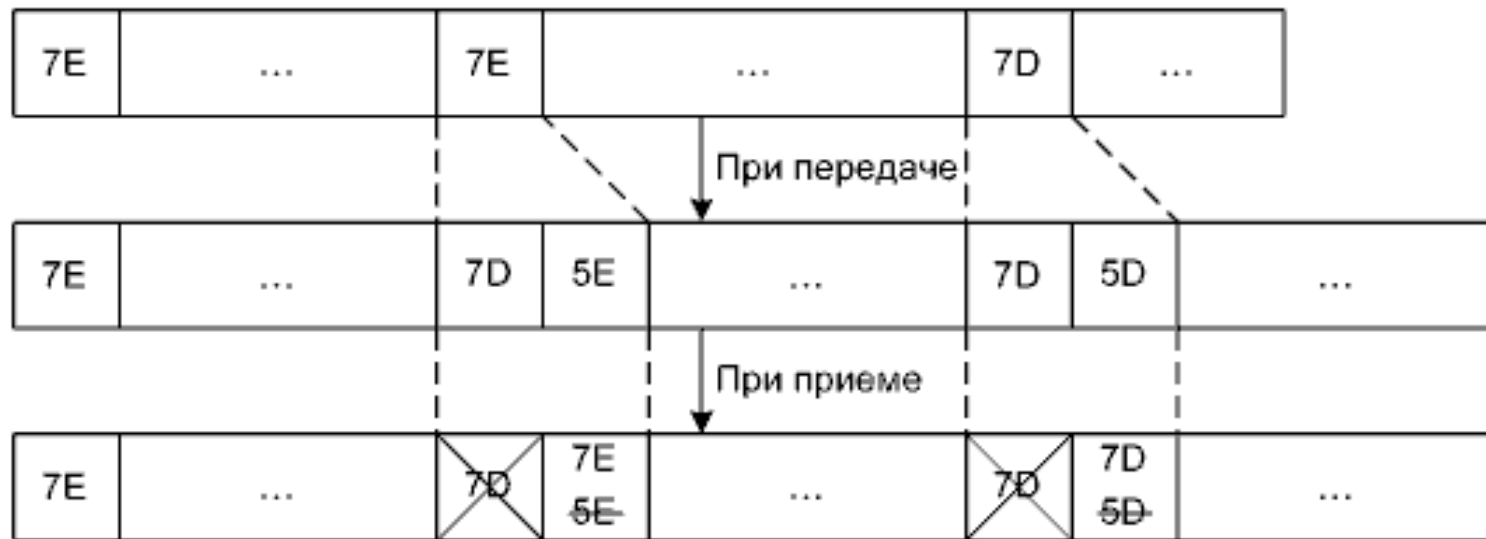 7E ... 7E ... 7D ...
При передаче
7E ... 7D 5E ... 7D 5D ...
При приеме
7E ... 7D 7E ... 7D 7D ...
5E 5D